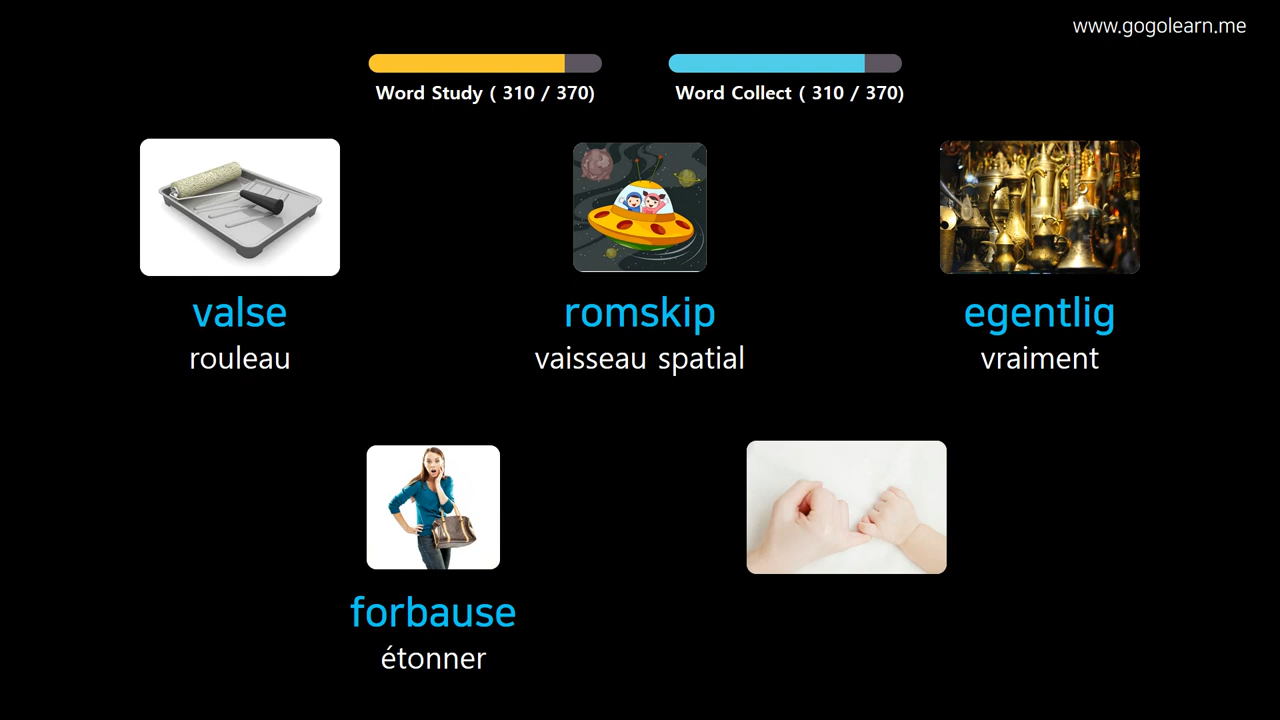 www.gogolearn.me
Word Study ( 310 / 370)
Word Collect ( 310 / 370)
valse
rouleau
romskip
vaisseau spatial
egentlig
vraiment
forbause
étonner